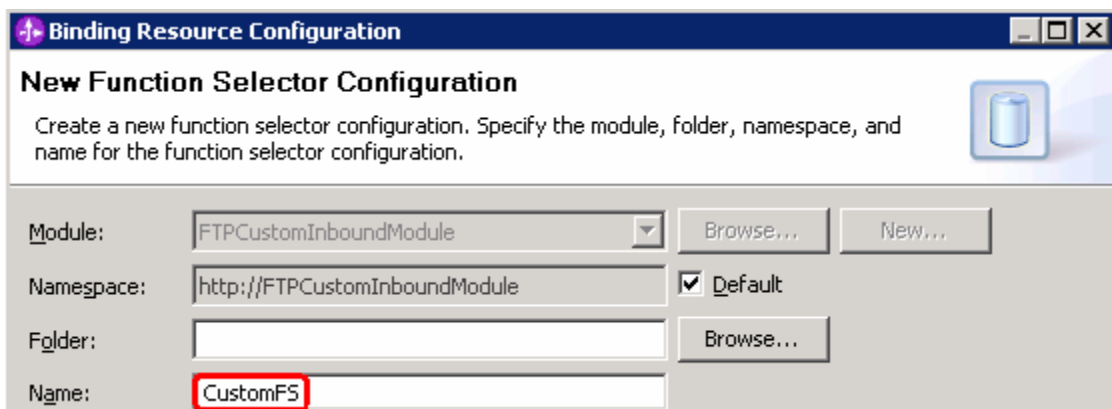 Binding Resource Configuration
New Function Selector Configuration
Create a new function selector configuration. Specify the module, folder, namespace, and
name for the function selector configuration.
Module: FTPCustomInboundModule Browse... New...
Namespace: http://FTPCustomInboundModule Default
Folder: Browse...
Name: CustomFS